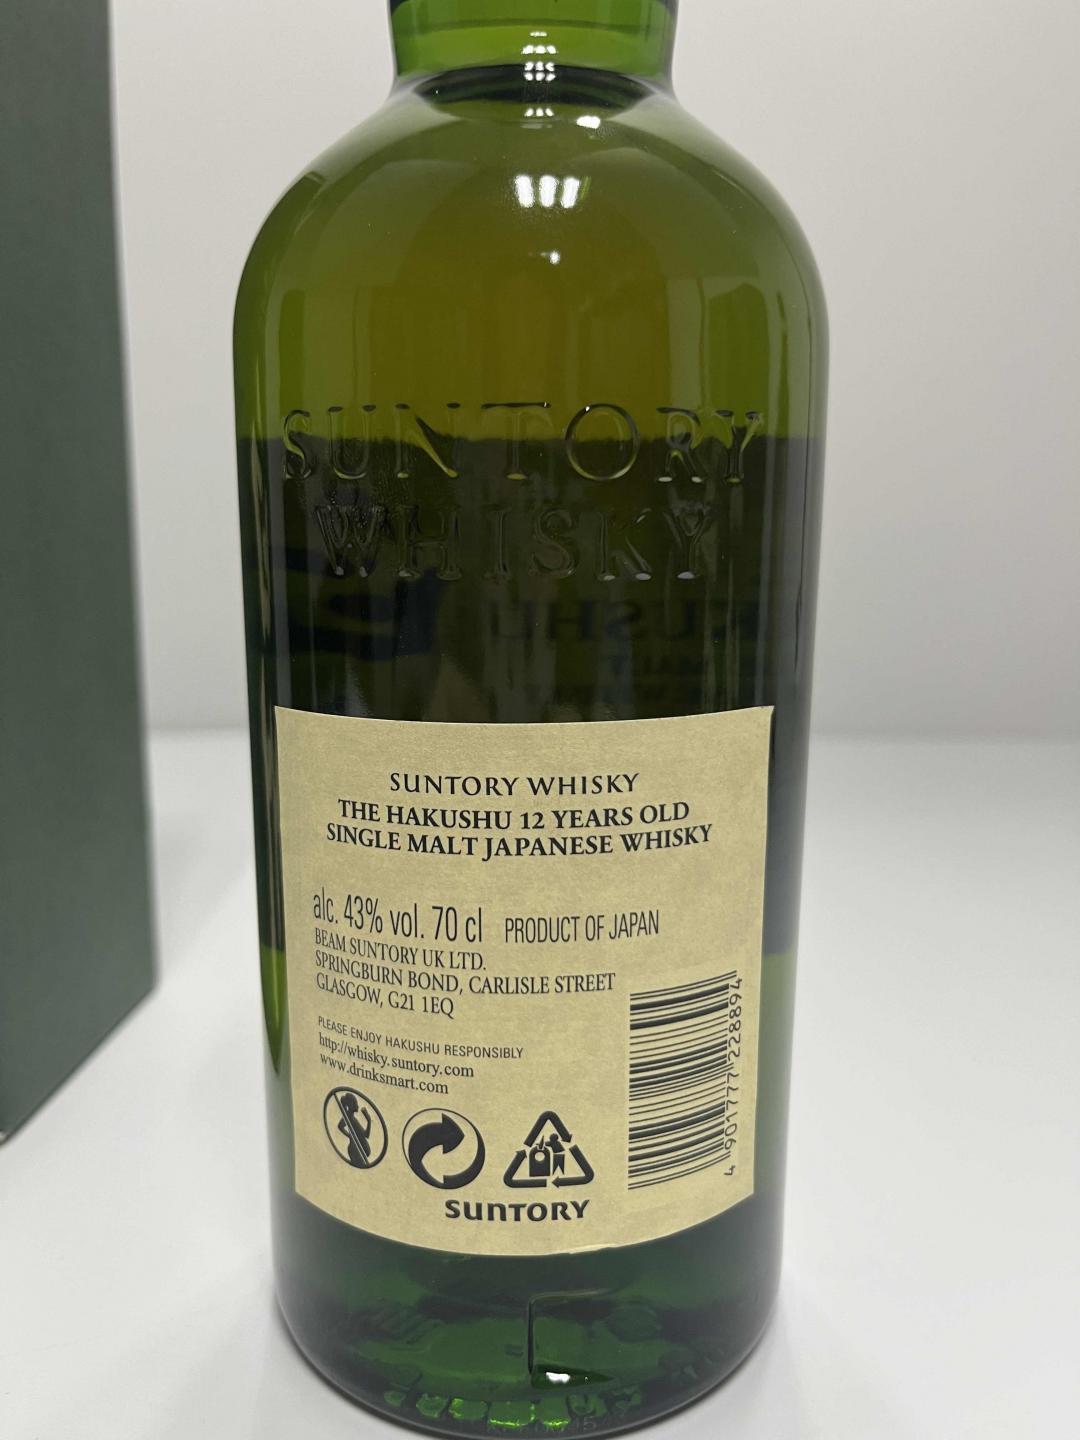 SUNTORY
WHISKY
SUNTORY WHISKY
THE HAKUSHU 12 YEARS OLD
SINGLE MALT JAPANESE WHISKY
alc. 43% vol. 70 cl PRODUCT OF JAPAN
BEAM SUNTORY UK LTD.
SPRINGBURN BOND, CARLISLE STREET
GLASGOW, G21 1EQ
PLEASE ENJOY HAKUSHU RESPONSIBLY
http://whisky.suntory.com
www.drinksmart.com
4 901777 228894
SUNTORY